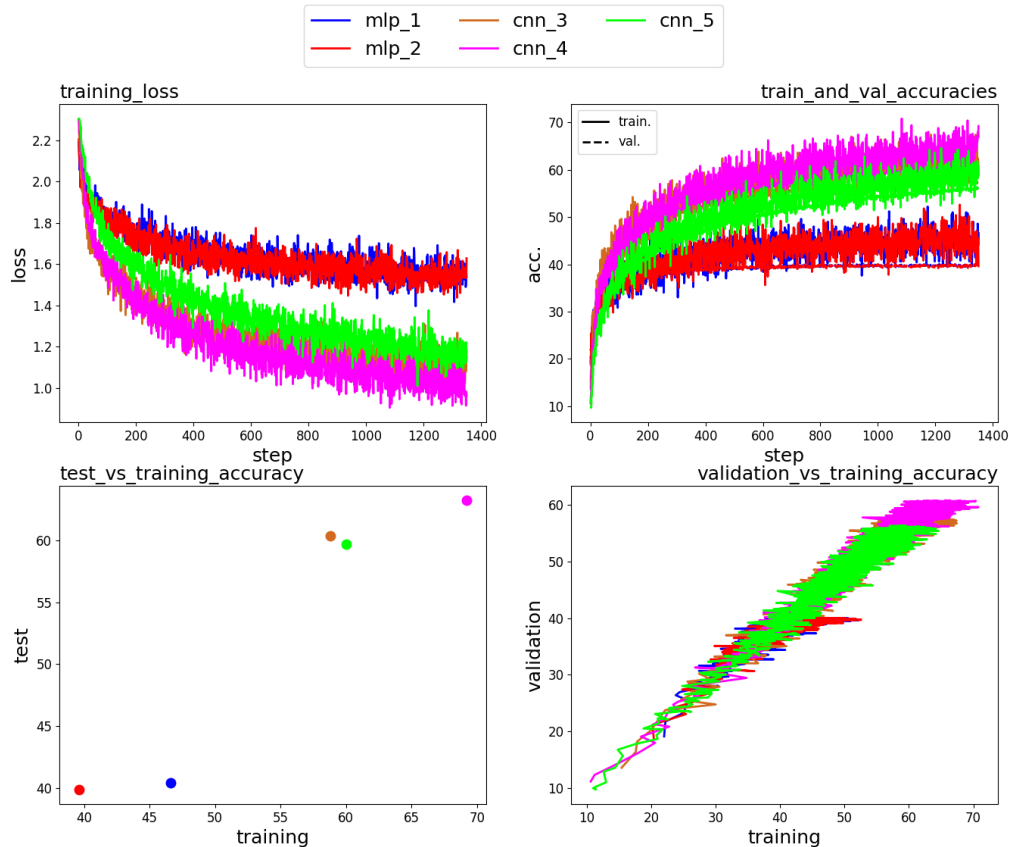 mlp_1
cnn_3
cnn_5
mlp_2
cnn_4
training_loss
2.2
2.0
1.8
1.6
1.4
1.2
1.0
loss
0
200
400
600
800
1000
1200
1400
step
train_and_val_accuracies
train.
val.
70
60
50
40
30
20
10
acc.
0
200
400
600
800
1000
1200
1400
step
test_vs_training_accuracy
60
55
50
45
40
test
40
45
50
55
60
65
70
training
validation_vs_training_accuracy
60
50
40
30
20
10
validation
10
20
30
40
50
60
70
training